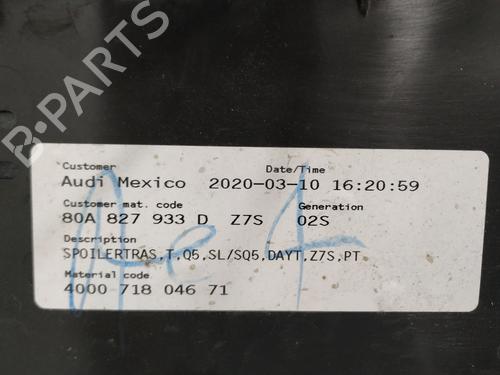 B-PARTS
Customer Date/Time
Audi Mexico 2020-03-10 16:20:59
Customer mat. code Generation
80A 827 933 D Z7S 02S
Description
SPOILERTRAS,T,Q5,SL/SQ5,DAYT,Z7S,PT
Material code
4000 718 046 71